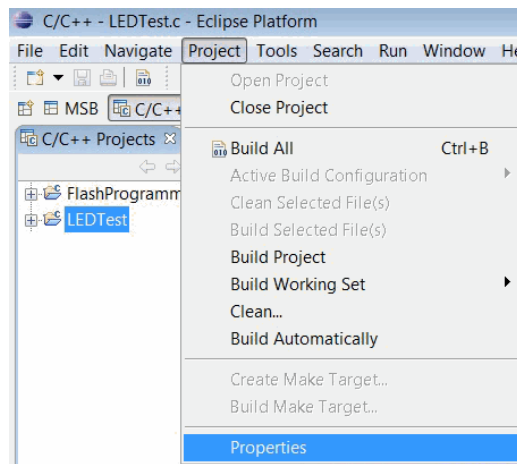 C/C++ - LEDTest.c - Eclipse Platform
File Edit Navigate Project Tools Search Run Window He
Open Project
Close Project
MSB C/C++
C/C++ Projects
Build All Ctrl+B
Active Build Configuration
FlashProgramm
Clean Selected File(s)
LEDTest
Build Selected File(s)
Build Project
Build Working Set
Clean...
Build Automatically
Create Make Target...
Build Make Target...
Properties